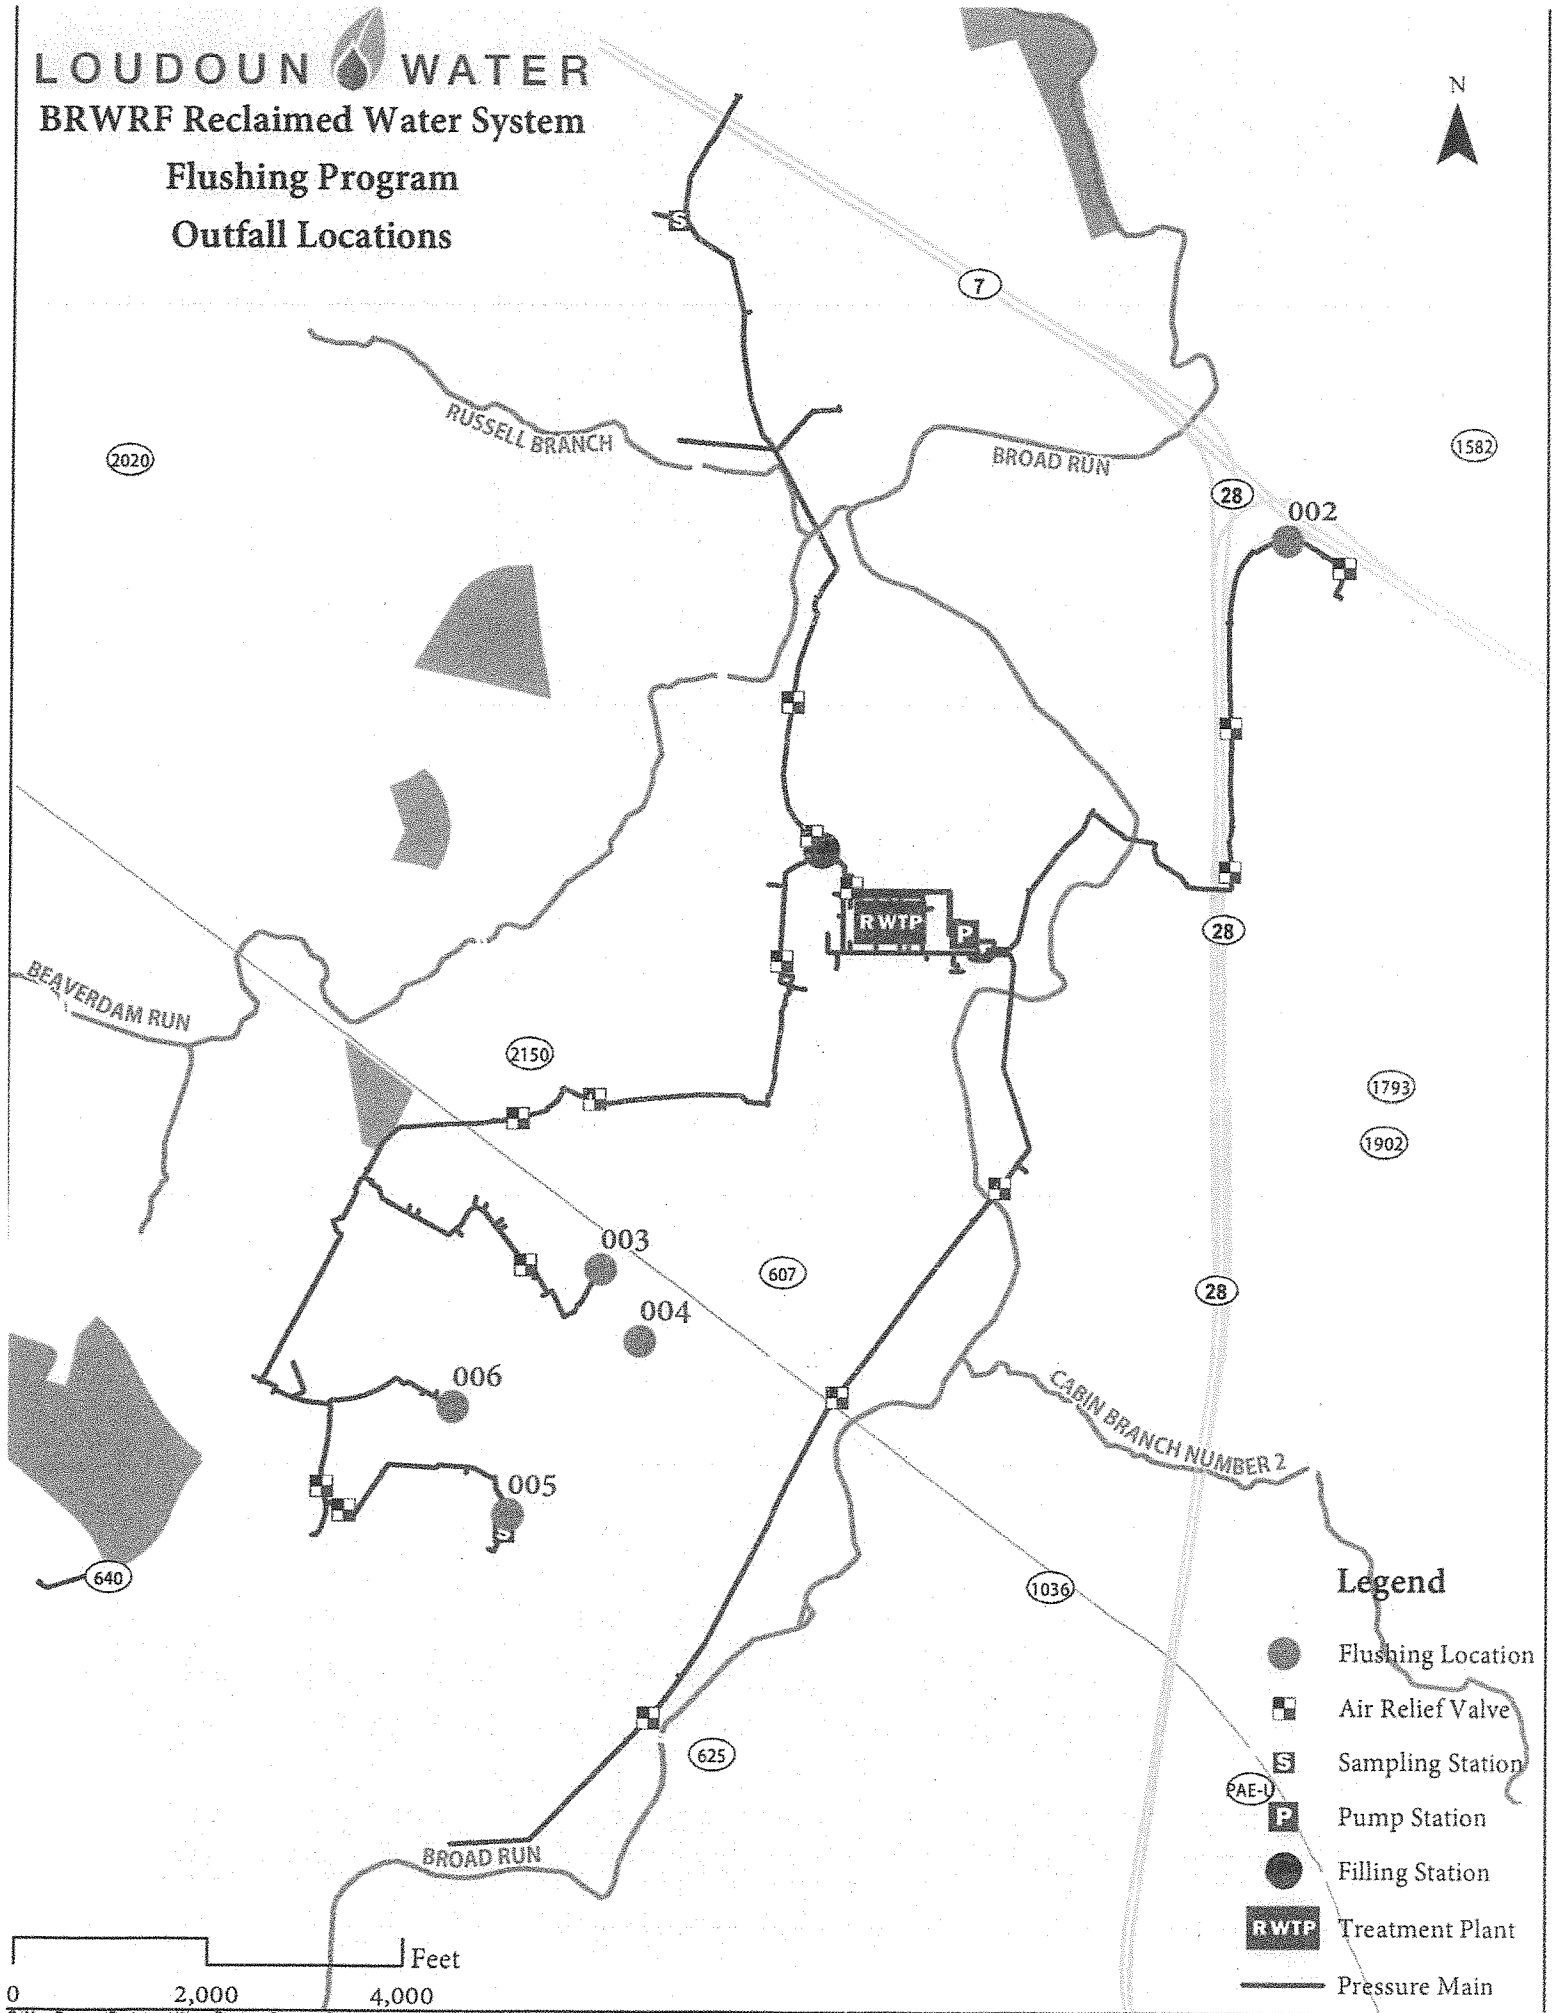 LOUDOUN WATER
BRWRF Reclaimed Water System
Flushing Program
Outfall Locations
N
S
7
RUSSELL BRANCH
2020
BROAD RUN
1582
28
002
RWTP
P
28
BEAVERDAM RUN
2150
1793
1902
003
607
28
004
006
CABIN BRANCH NUMBER 2
005
S
640
1036
Legend
Flushing Location
Air Relief Valve
625
S Sampling Station
PAE-U
P Pump Station
BROAD RUN
Filling Station
RWTP Treatment Plant
Feet
Pressure Main
0 2,000 4,000